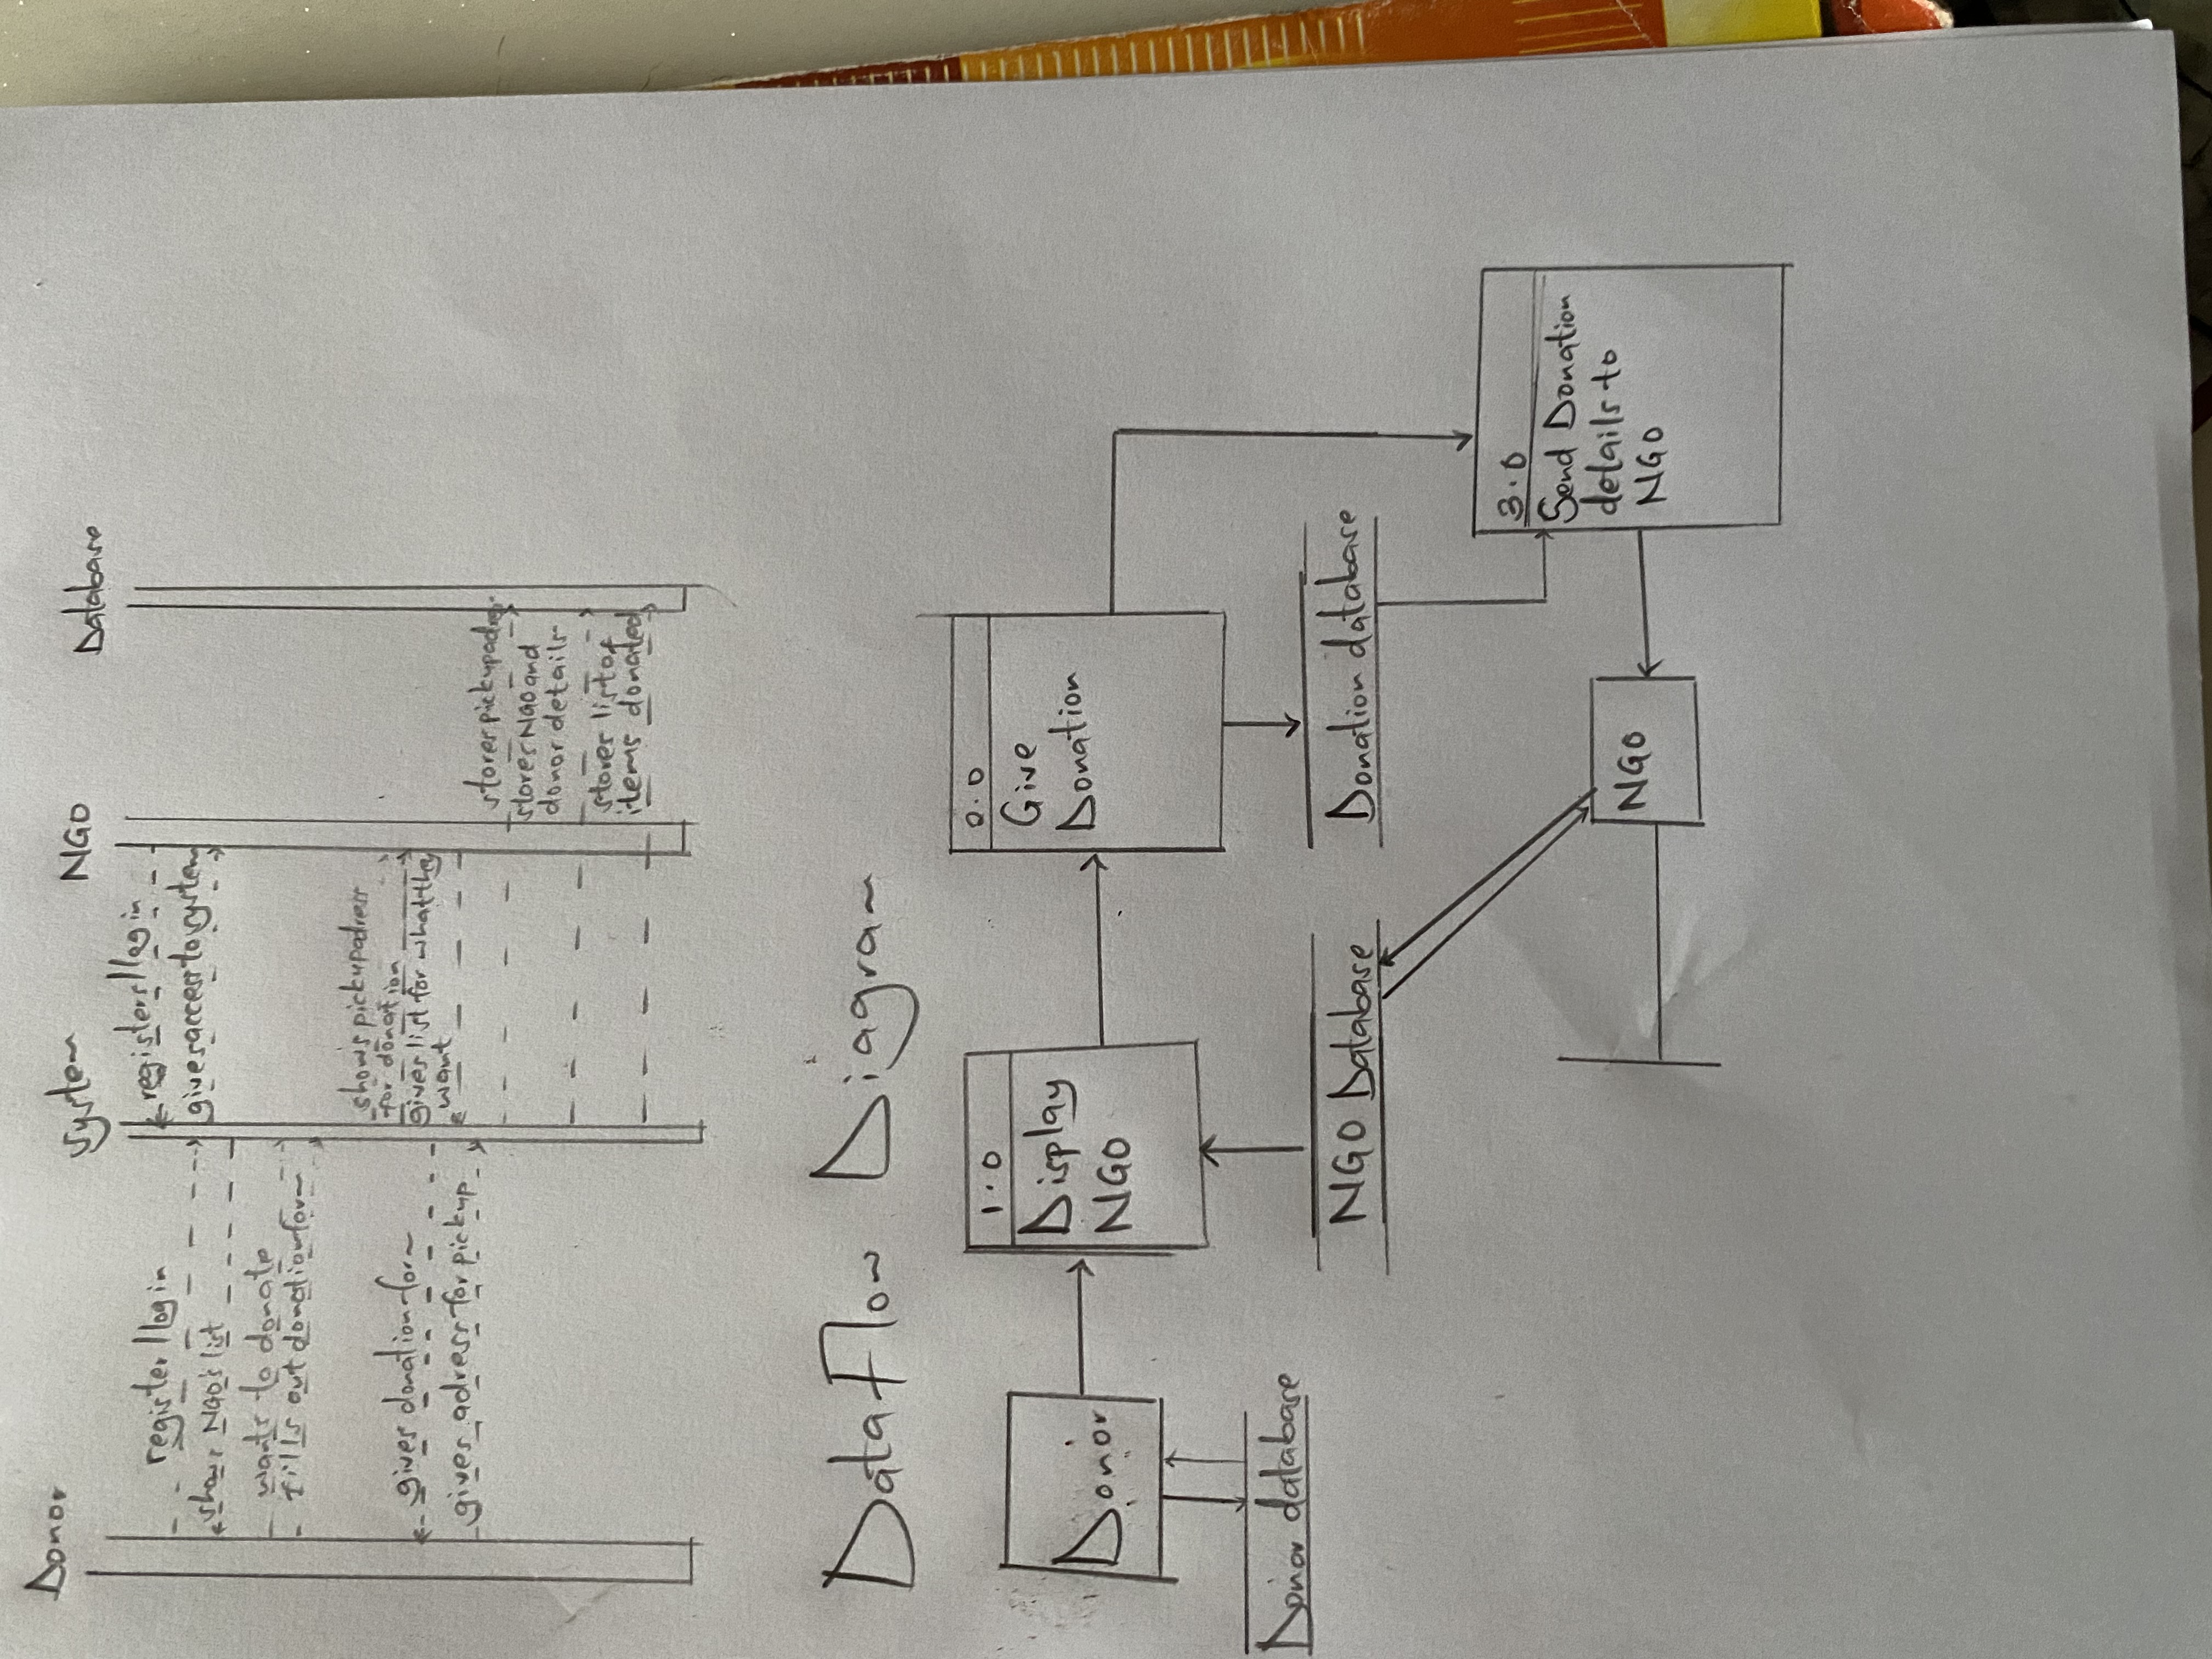 Donor
System
NGO
Database
register/login
registers/login
gives access to system
shows NGO's list
wants to donate
fills out donation form
shows pickup adress
for donation
gives donation form
gives list for what they
want
gives adress for pickup
stores pickup adress
stores NGO and
donor details
stores list of
items donated
Data Flow Diagram
1.0
Display
NGO
2.0
Give
Donation
Donor
Donor database
NGO Database
Donation database
3.0
Send Donation
details to
NGO
NGO